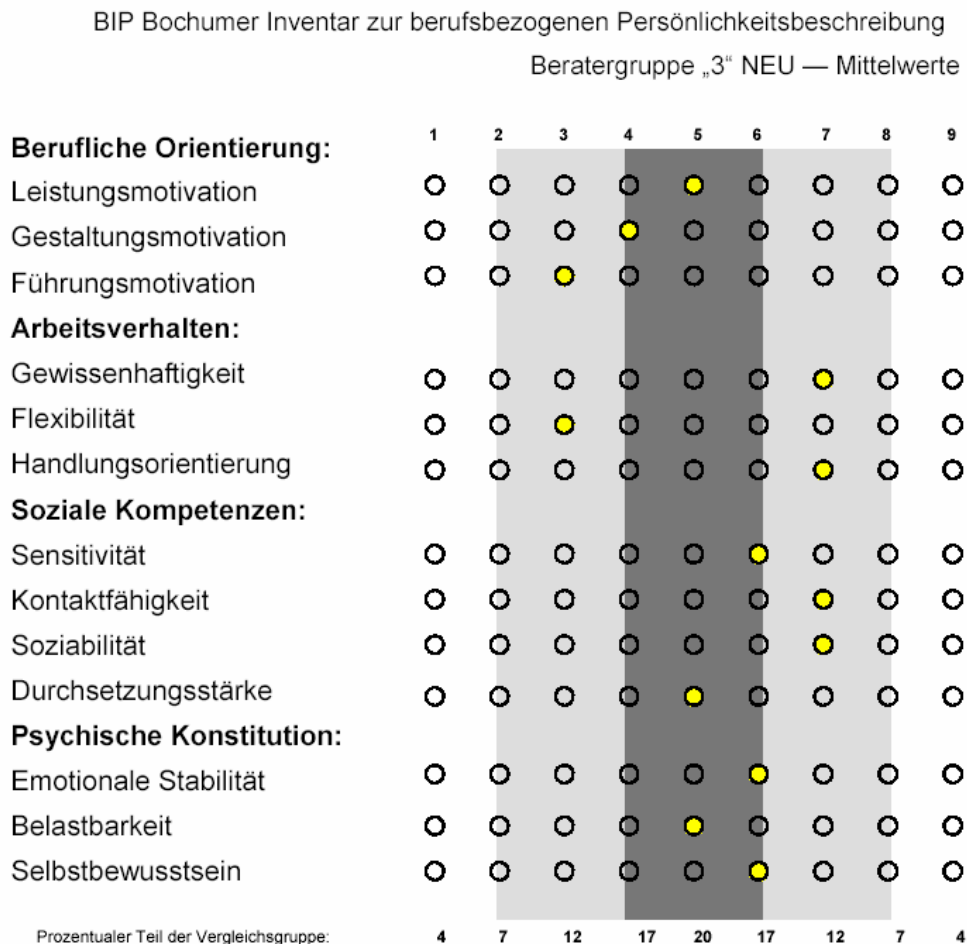 BIP Bochumer Inventar zur berufsbezogenen Persönlichkeitsbeschreibung
Beratergruppe „3“ NEU — Mittelwerte
1 2 3 4 5 6 7 8 9
Berufliche Orientierung:
Leistungsmotivation
Gestaltungsmotivation
Führungsmotivation
Arbeitsverhalten:
Gewissenhaftigkeit
Flexibilität
Handlungsorientierung
Soziale Kompetenzen:
Sensitivität
Kontaktfähigkeit
Soziabilität
Durchsetzungsstärke
Psychische Konstitution:
Emotionale Stabilität
Belastbarkeit
Selbstbewusstsein
Prozentualer Teil der Vergleichsgruppe: 4 7 12 17 20 17 12 7 4